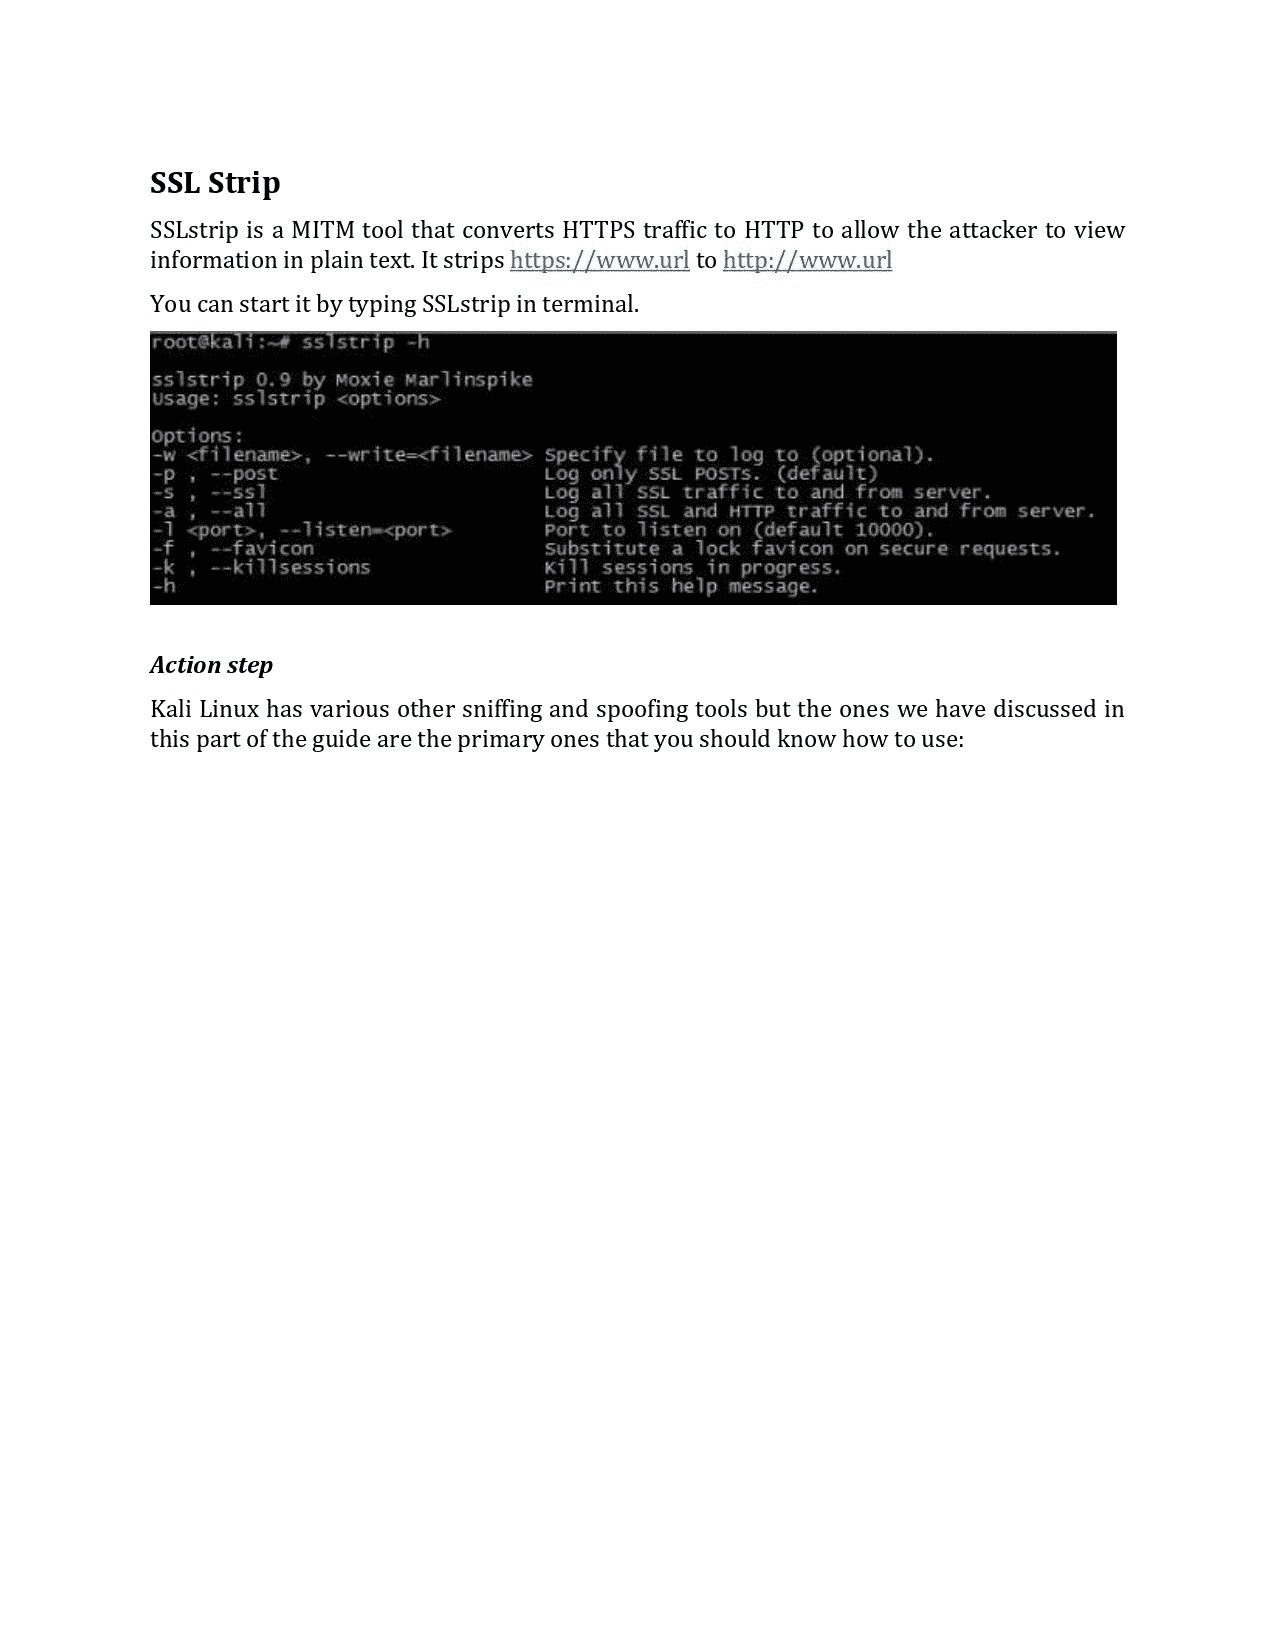 SSL Strip
SSLstrip is a MITM tool that converts HTTPS traffic to HTTP to allow the attacker to view
information in plain text. It strips https://www.url to http://www.url
You can start it by typing SSLstrip in terminal.
root@kali:~# sslstrip -h
sslstrip 0.9 by Moxie Marlinspike
Usage: sslstrip <options>
Options:
-w <filename>, --write=<filename> Specify file to log to (optional).
-p , --post Log only SSL POSTs. (default)
-s , --ssl Log all SSL traffic to and from server.
-a , --all Log all SSL and HTTP traffic to and from server.
-l <port>, --listen=<port> Port to listen on (default 10000).
-f , --favicon Substitute a lock favicon on secure requests.
-k , --killsessions Kill sessions in progress.
-h Print this help message.
Action step
Kali Linux has various other sniffing and spoofing tools but the ones we have discussed in
this part of the guide are the primary ones that you should know how to use: